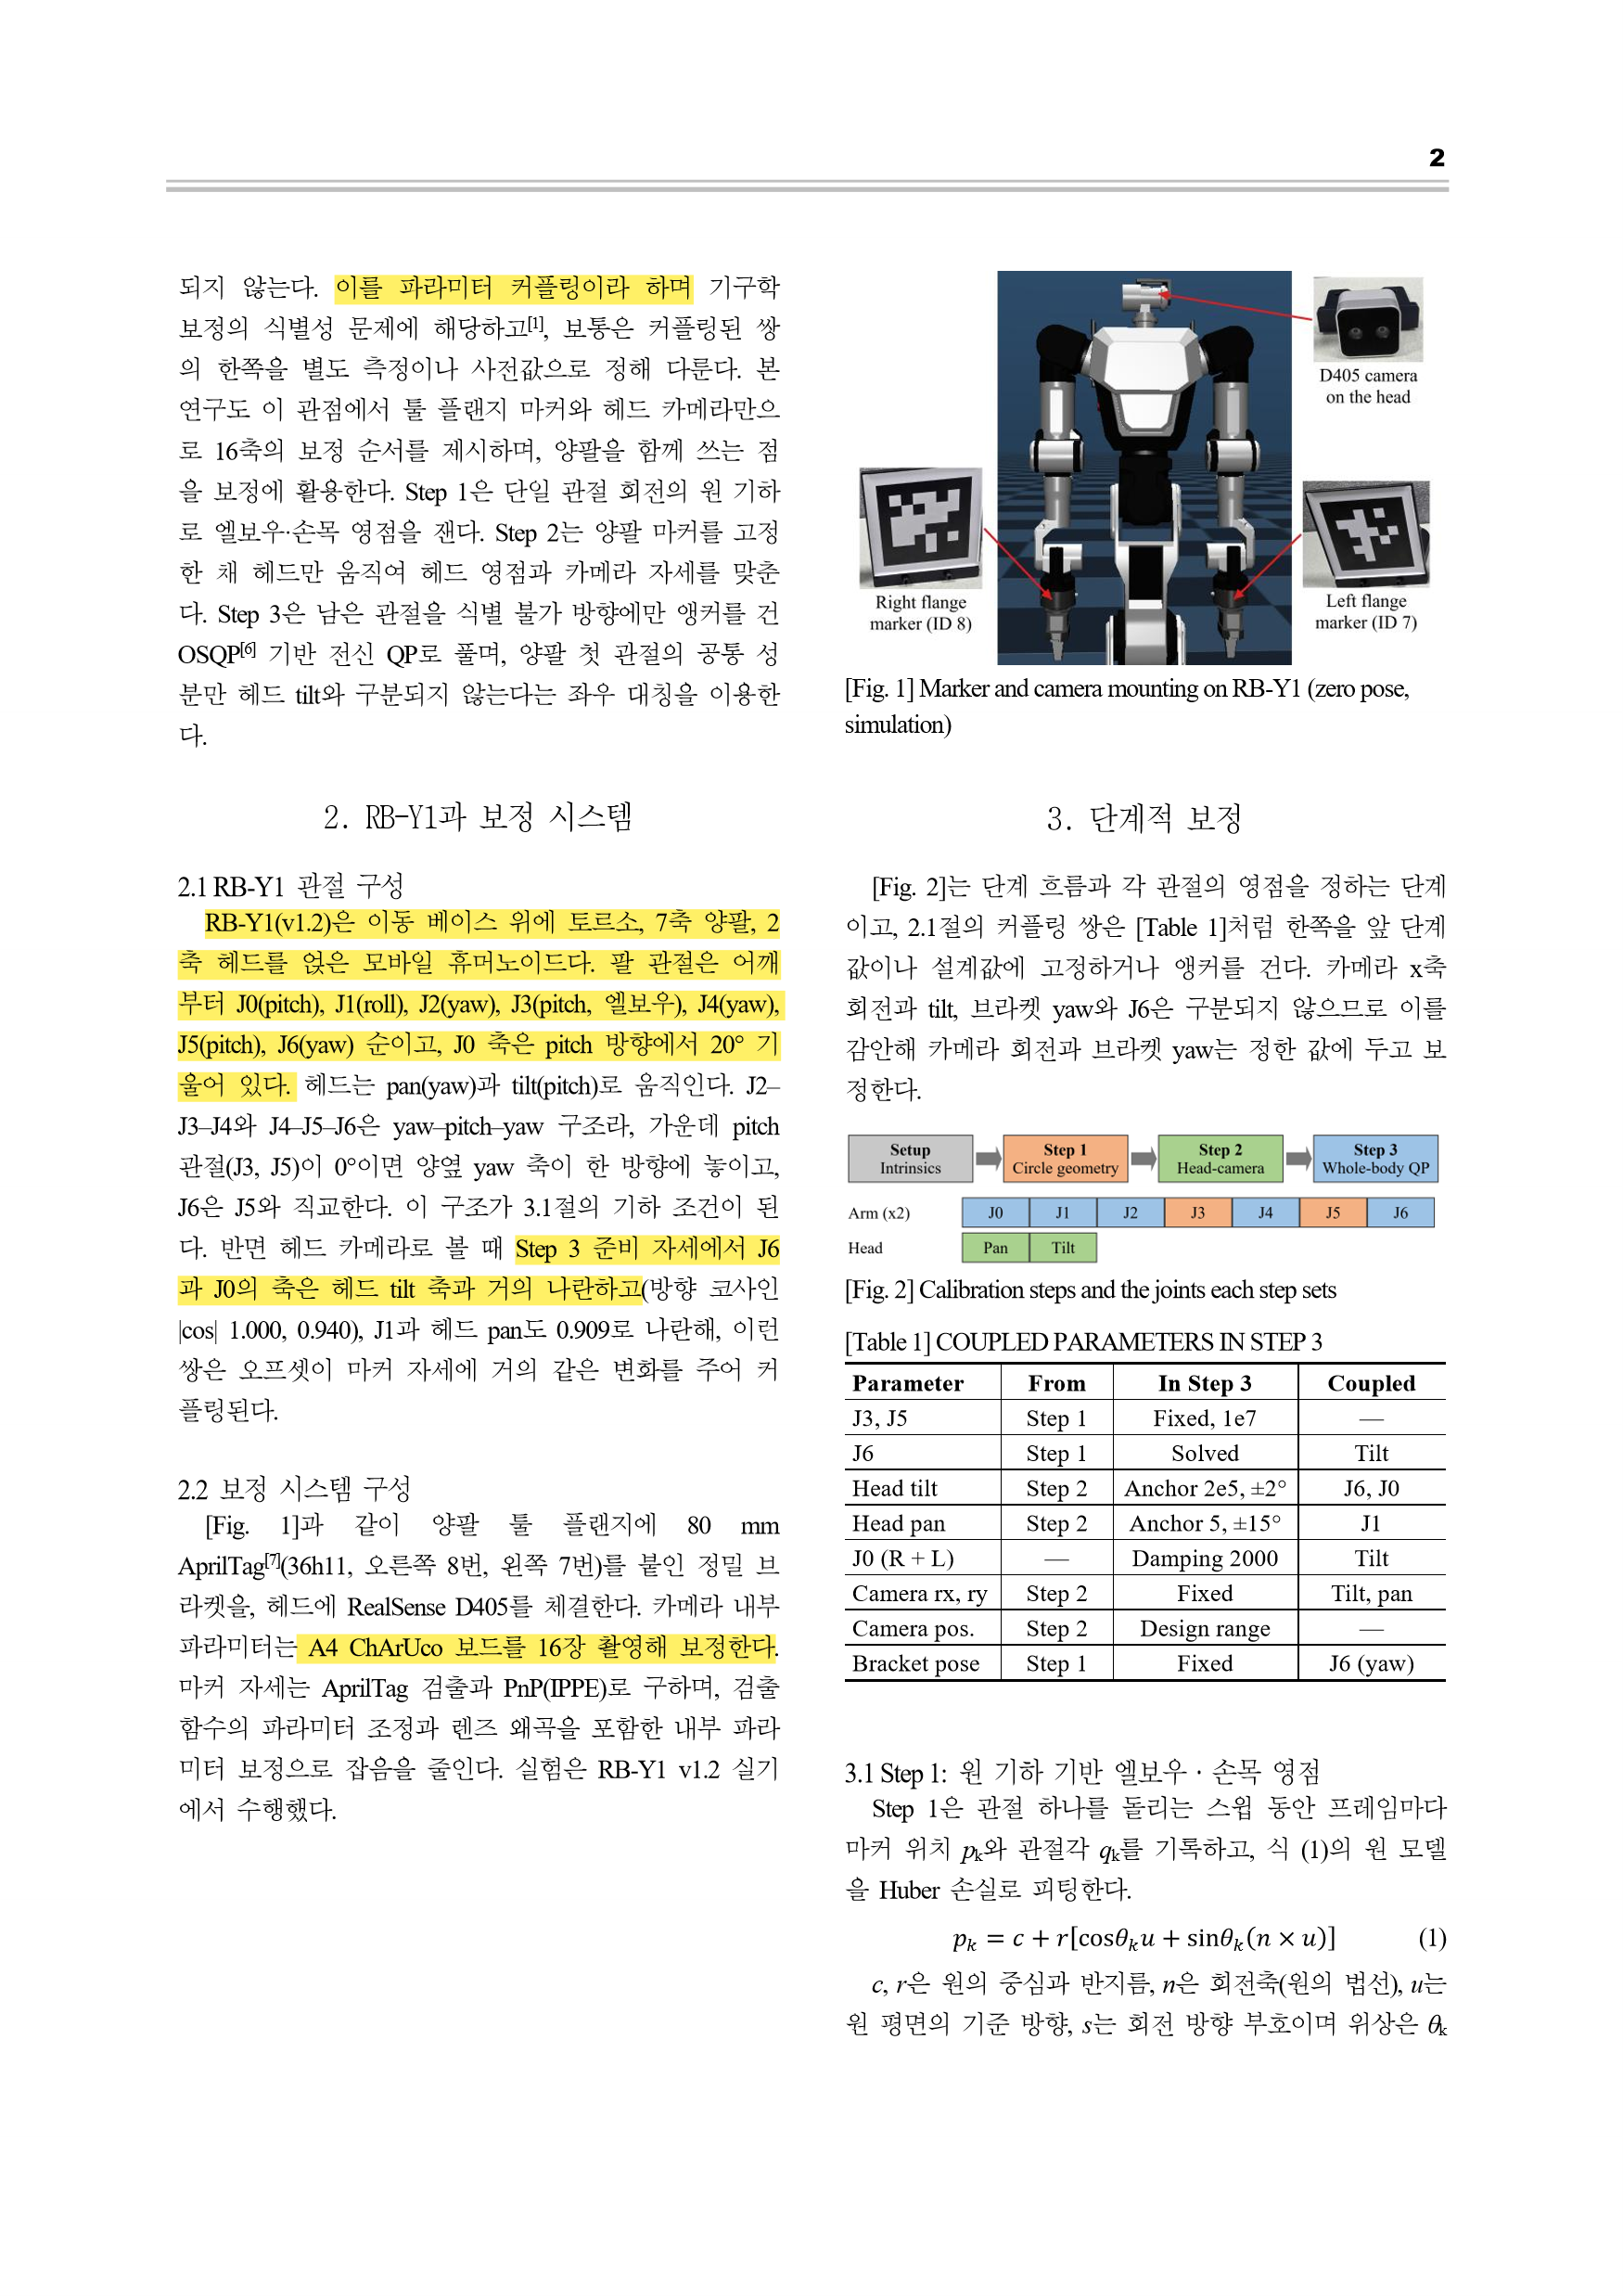 2
되지 않는다. 이를 파라미터 커플링이라 하며 기구학
보정의 식별성 문제에 해당하고[1], 보통은 커플링된 쌍
의 한쪽을 별도 측정이나 사전값으로 정해 다룬다. 본
연구도 이 관점에서 툴 플랜지 마커와 헤드 카메라만으
로 16축의 보정 순서를 제시하며, 양팔을 함께 쓰는 점
을 보정에 활용한다. Step 1은 단일 관절 회전의 원 기하
로 엘보우·손목 영점을 잰다. Step 2는 양팔 마커를 고정
한 채 헤드만 움직여 헤드 영점과 카메라 자세를 맞춘
다. Step 3은 남은 관절을 식별 불가 방향에만 앵커를 건
OSQP[6] 기반 전신 QP로 풀며, 양팔 첫 관절의 공통 성
분만 헤드 tilt와 구분되지 않는다는 좌우 대칭을 이용한
다.
2. RB-Y1과 보정 시스템
2.1 RB-Y1 관절 구성
RB-Y1(v1.2)은 이동 베이스 위에 토르소, 7축 양팔, 2
축 헤드를 얹은 모바일 휴머노이드다. 팔 관절은 어깨
부터 J0(pitch), J1(roll), J2(yaw), J3(pitch, 엘보우), J4(yaw),
J5(pitch), J6(yaw) 순이고, J0 축은 pitch 방향에서 20° 기
울어 있다. 헤드는 pan(yaw)과 tilt(pitch)로 움직인다. J2–
J3–J4와 J4–J5–J6은 yaw–pitch–yaw 구조라, 가운데 pitch
관절(J3, J5)이 0°이면 양옆 yaw 축이 한 방향에 놓이고,
J6은 J5와 직교한다. 이 구조가 3.1절의 기하 조건이 된
다. 반면 헤드 카메라로 볼 때 Step 3 준비 자세에서 J6
과 J0의 축은 헤드 tilt 축과 거의 나란하고(방향 코사인
|cos| 1.000, 0.940), J1과 헤드 pan도 0.909로 나란해, 이런
쌍은 오프셋이 마커 자세에 거의 같은 변화를 주어 커
플링된다.
2.2 보정 시스템 구성
[Fig. 1]과 같이 양팔 툴 플랜지에 80 mm
AprilTag[7](36h11, 오른쪽 8번, 왼쪽 7번)를 붙인 정밀 브
라켓을, 헤드에 RealSense D405를 체결한다. 카메라 내부
파라미터는 A4 ChArUco 보드를 16장 촬영해 보정한다.
마커 자세는 AprilTag 검출과 PnP(IPPE)로 구하며, 검출
함수의 파라미터 조정과 렌즈 왜곡을 포함한 내부 파라
미터 보정으로 잡음을 줄인다. 실험은 RB-Y1 v1.2 실기
에서 수행했다.
D405 camera
on the head
Right flange
marker (ID 8)
Left flange
marker (ID 7)
[Fig. 1] Marker and camera mounting on RB-Y1 (zero pose,
simulation)
3. 단계적 보정
[Fig. 2]는 단계 흐름과 각 관절의 영점을 정하는 단계
이고, 2.1절의 커플링 쌍은 [Table 1]처럼 한쪽을 앞 단계
값이나 설계값에 고정하거나 앵커를 건다. 카메라 x축
회전과 tilt, 브라켓 yaw와 J6은 구분되지 않으므로 이를
감안해 카메라 회전과 브라켓 yaw는 정한 값에 두고 보
정한다.
Setup Step 1 Step 2 Step 3
Intrinsics Circle geometry Head-camera Whole-body QP
Arm (x2) J0 J1 J2 J3 J4 J5 J6
Head Pan Tilt
[Fig. 2] Calibration steps and the joints each step sets
[Table 1] COUPLED PARAMETERS IN STEP 3
Parameter From In Step 3 Coupled
J3, J5 Step 1 Fixed, 1e7 —
J6 Step 1 Solved Tilt
Head tilt Step 2 Anchor 2e5, ±2° J6, J0
Head pan Step 2 Anchor 5, ±15° J1
J0 (R + L) — Damping 2000 Tilt
Camera rx, ry Step 2 Fixed Tilt, pan
Camera pos. Step 2 Design range —
Bracket pose Step 1 Fixed J6 (yaw)
3.1 Step 1: 원 기하 기반 엘보우 · 손목 영점
Step 1은 관절 하나를 돌리는 스윕 동안 프레임마다
마커 위치 pk와 관절각 qk를 기록하고, 식 (1)의 원 모델
을 Huber 손실로 피팅한다.
pk = c + r[cosθk u + sinθk (n × u)] (1)
c, r은 원의 중심과 반지름, n은 회전축(원의 법선), u는
원 평면의 기준 방향, s는 회전 방향 부호이며 위상은 θk